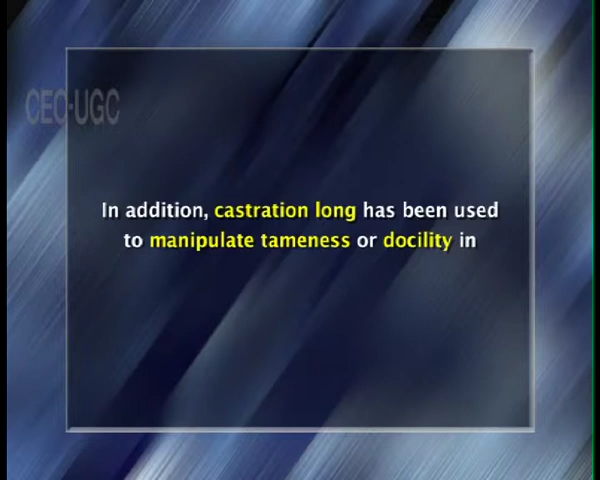 CEC-UGC
In addition, castration long has been used
to manipulate tameness or docility in